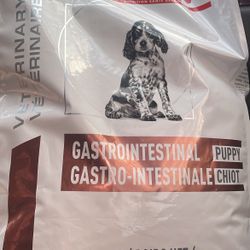 VETERINARY
VÉTÉRINAIRE
GASTROINTESTINAL PUPPY
GASTRO-INTESTINALE CHIOT